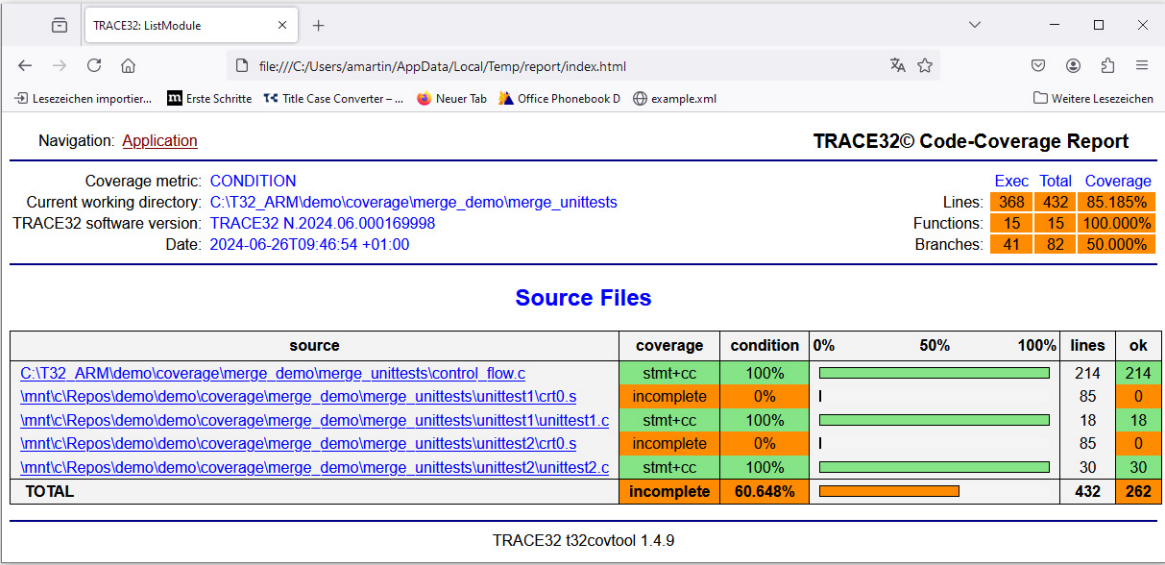 TRACE32: ListModule
file:///C:/Users/amartin/AppData/Local/Temp/report/index.html
Lesezeichen importier... m Erste Schritte T< Title Case Converter – ... Neuer Tab Office Phonebook D example.xml Weitere Lesezeichen
Navigation: Application TRACE32© Code-Coverage Report
Coverage metric: CONDITION Exec Total Coverage
Current working directory: C:\T32_ARM\demo\coverage\merge_demo\merge_unittests Lines: 368 432 85.185%
TRACE32 software version: TRACE32 N.2024.06.000169998 Functions: 15 15 100.000%
Date: 2024-06-26T09:46:54 +01:00 Branches: 41 82 50.000%
Source Files
source coverage condition 0% 50% 100% lines ok
C:\T32_ARM\demo\coverage\merge_demo\merge_unittests\control_flow.c stmt+cc 100% 214 214
\mnt\c\Repos\demo\demo\coverage\merge_demo\merge_unittests\unittest1\crt0.s incomplete 0% 85 0
\mnt\c\Repos\demo\demo\coverage\merge_demo\merge_unittests\unittest1\unittest1.c stmt+cc 100% 18 18
\mnt\c\Repos\demo\demo\coverage\merge_demo\merge_unittests\unittest2\crt0.s incomplete 0% 85 0
\mnt\c\Repos\demo\demo\coverage\merge_demo\merge_unittests\unittest2\unittest2.c stmt+cc 100% 30 30
TOTAL incomplete 60.648% 432 262
TRACE32 t32covtool 1.4.9